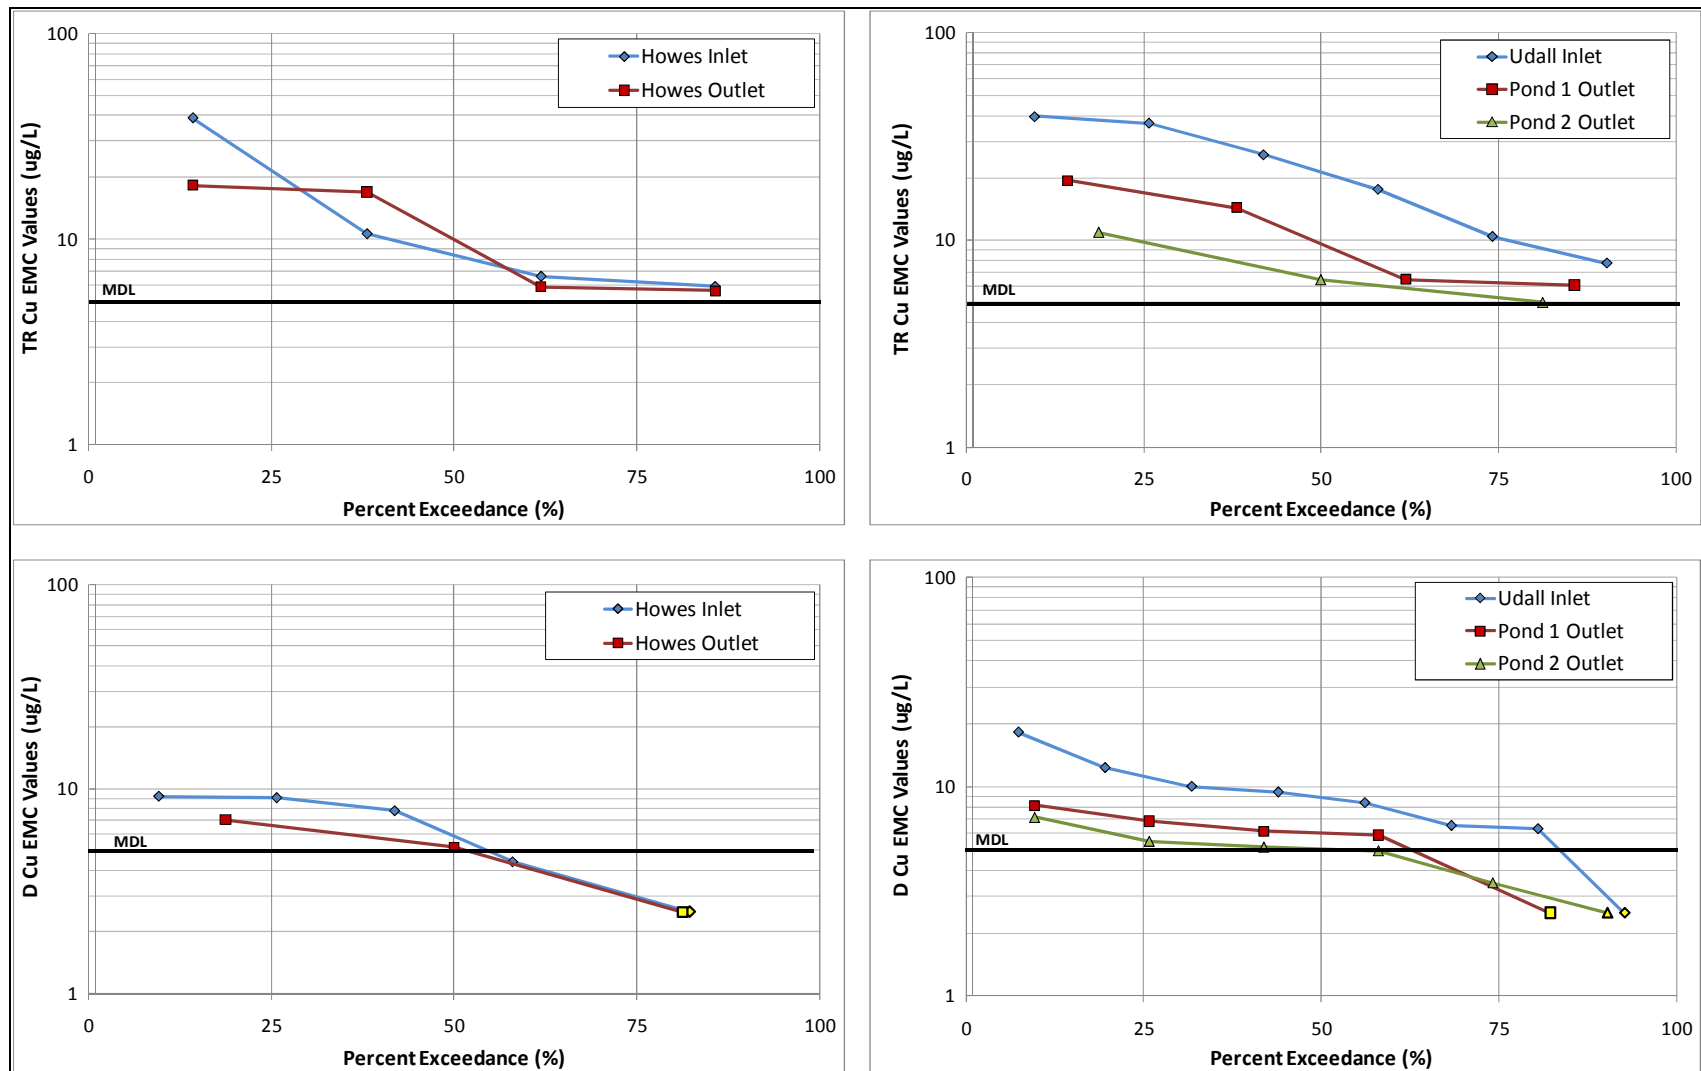 100
10
1
TR Cu EMC Values (ug/L)
Howes Inlet
Howes Outlet
MDL
0 25 50 75 100
Percent Exceedance (%)
100
10
1
TR Cu EMC Values (ug/L)
Udall Inlet
Pond 1 Outlet
Pond 2 Outlet
MDL
0 25 50 75 100
Percent Exceedance (%)
100
10
1
D Cu EMC Values (ug/L)
Howes Inlet
Howes Outlet
MDL
0 25 50 75 100
Percent Exceedance (%)
100
10
1
D Cu EMC Values (ug/L)
Udall Inlet
Pond 1 Outlet
Pond 2 Outlet
MDL
0 25 50 75 100
Percent Exceedance (%)